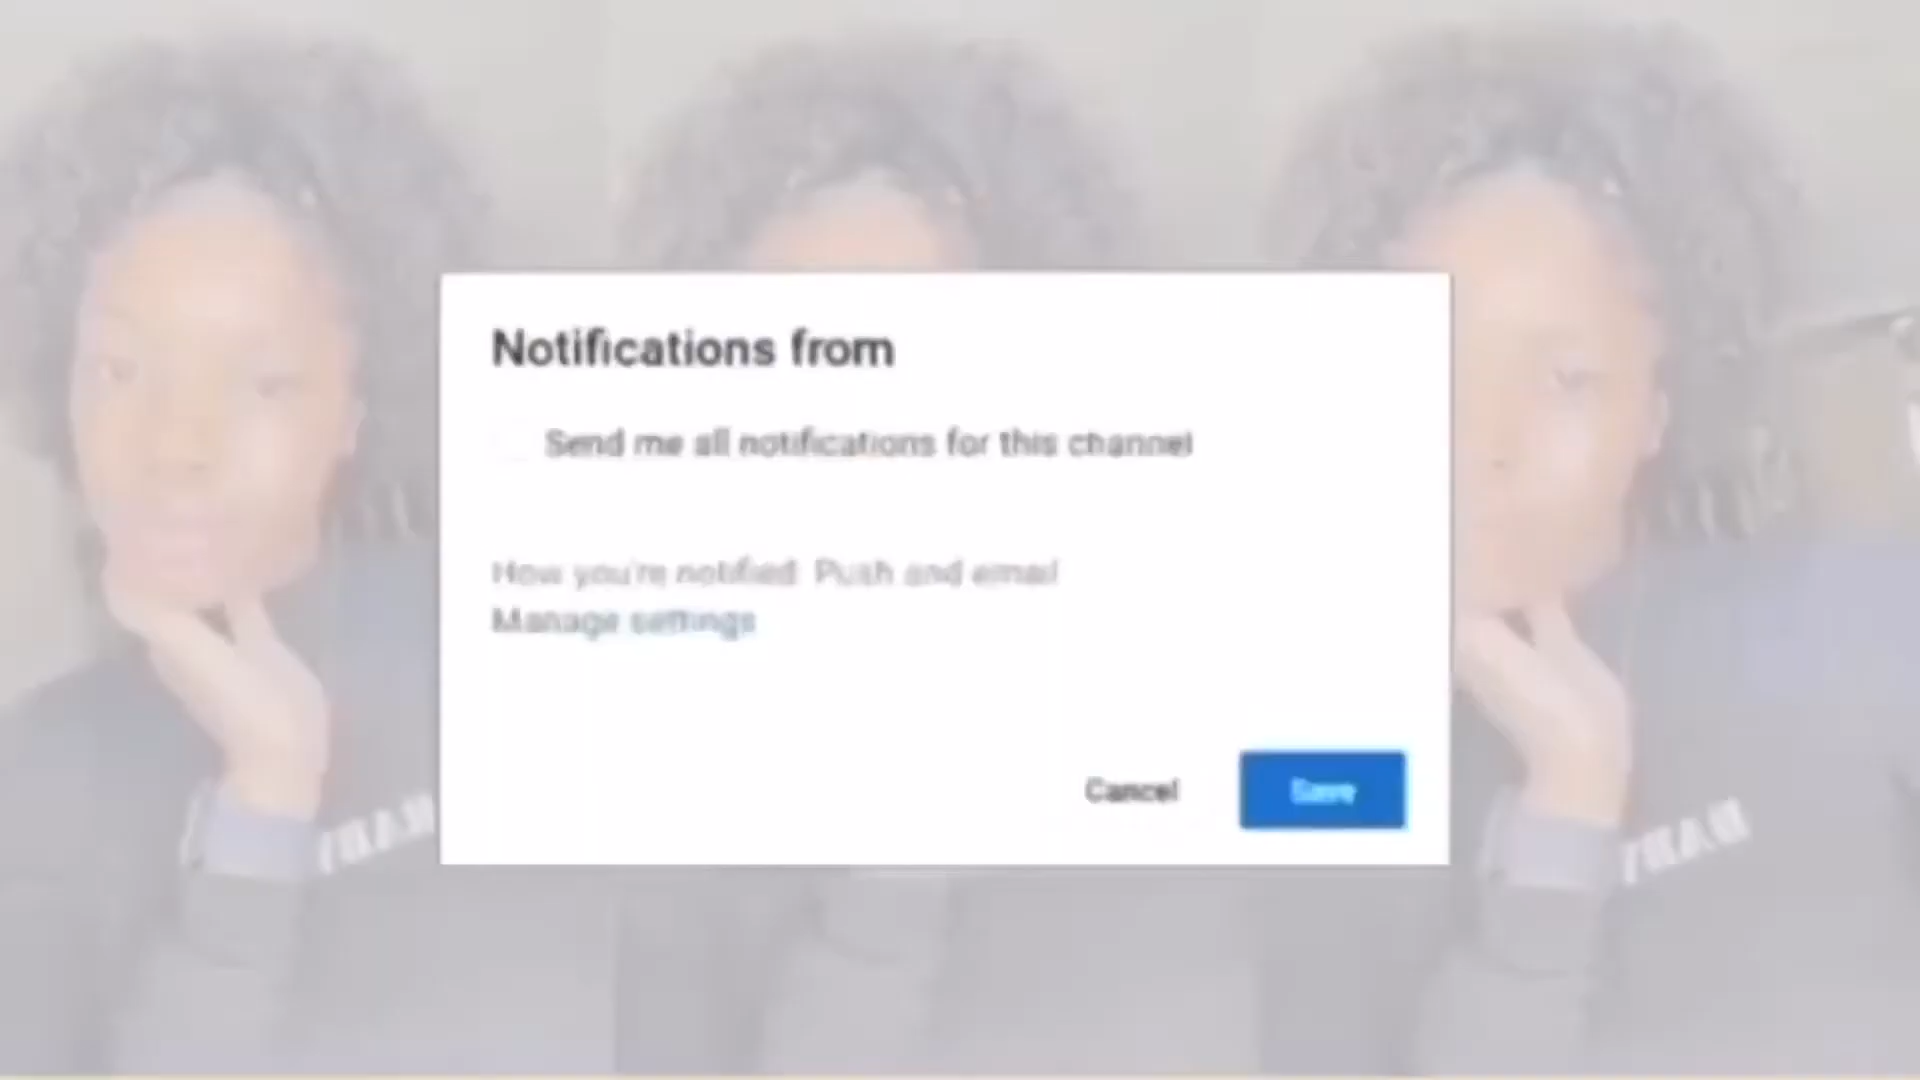 Notifications from
Send me all notifications for this channel
How you're notified: Push and email
Manage settings
Cancel
Save